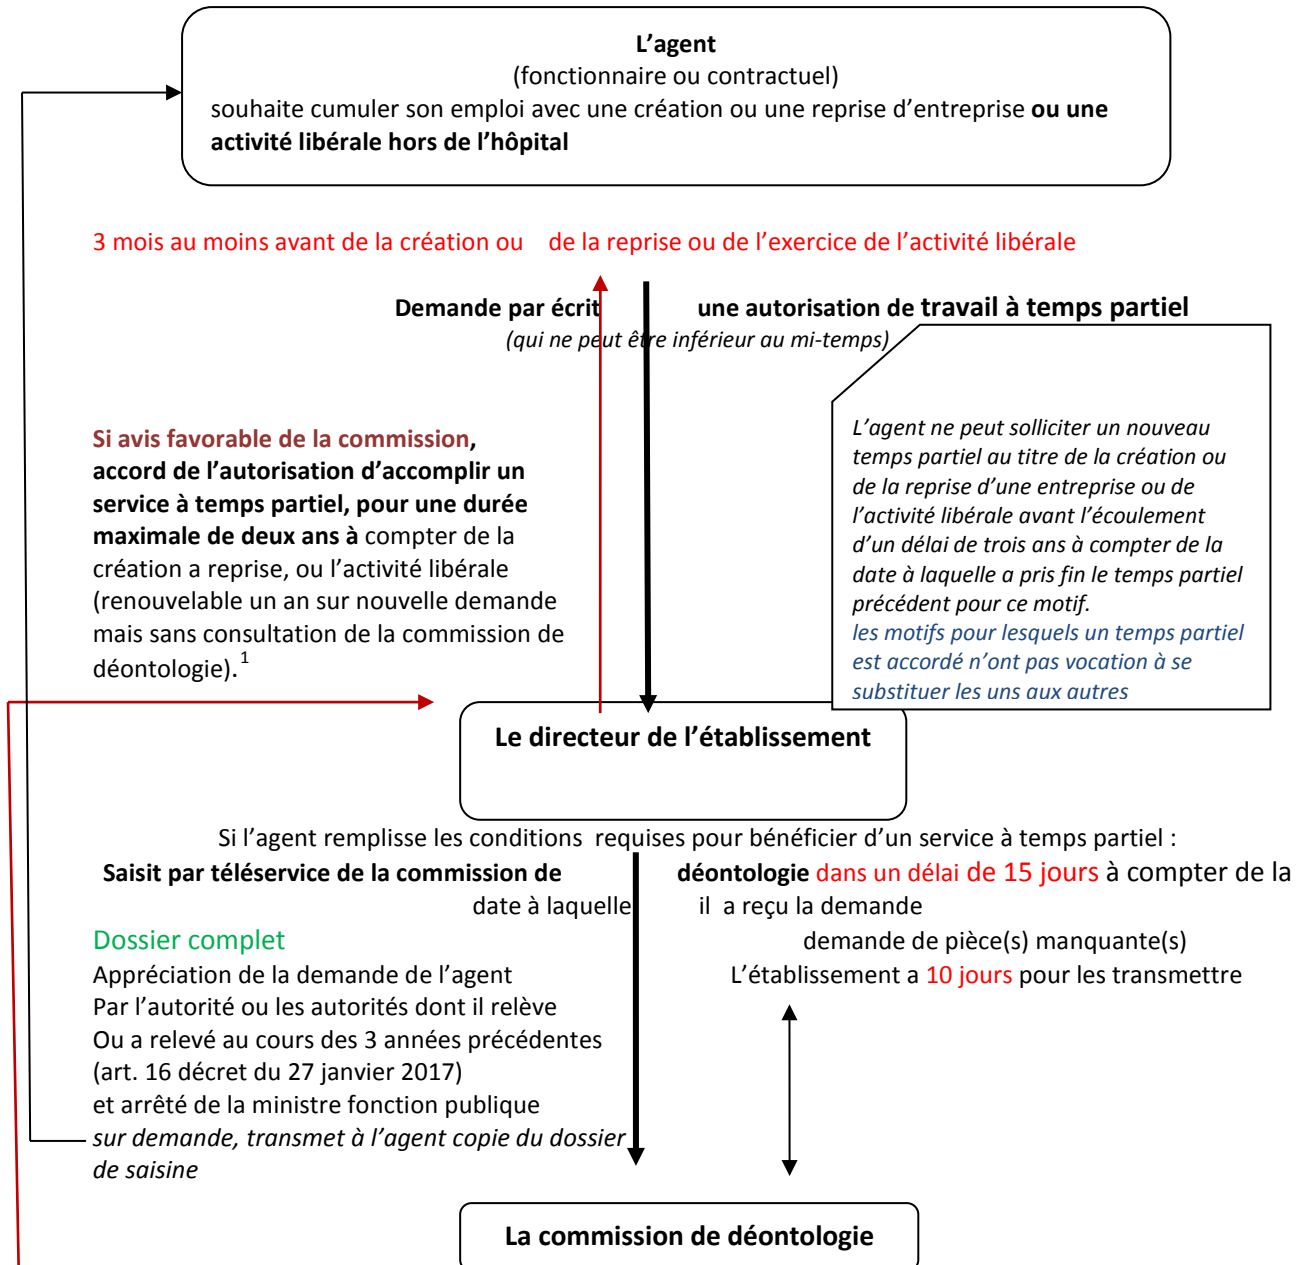 L’agent
(fonctionnaire ou contractuel)
souhaite cumuler son emploi avec une création ou une reprise d’entreprise ou une
activité libérale hors de l’hôpital
3 mois au moins avant de la création ou de la reprise ou de l’exercice de l’activité libérale
Demande par écrit une autorisation de travail à temps partiel
(qui ne peut être inférieur au mi-temps)
L’agent ne peut solliciter un nouveau
temps partiel au titre de la création ou
de la reprise d’une entreprise ou de
l’activité libérale avant l’écoulement
d’un délai de trois ans à compter de la
date à laquelle a pris fin le temps partiel
précédent pour ce motif.
les motifs pour lesquels un temps partiel
est accordé n’ont pas vocation à se
substituer les uns aux autres
Si avis favorable de la commission,
accord de l’autorisation d’accomplir un
service à temps partiel, pour une durée
maximale de deux ans à compter de la
création a reprise, ou l’activité libérale
(renouvelable un an sur nouvelle demande
mais sans consultation de la commission de
déontologie).1
Le directeur de l’établissement
Si l’agent remplisse les conditions requises pour bénéficier d’un service à temps partiel :
Saisit par téléservice de la commission de déontologie dans un délai de 15 jours à compter de la
date à laquelle il a reçu la demande
Dossier complet
Appréciation de la demande de l’agent
Par l’autorité ou les autorités dont il relève
Ou a relevé au cours des 3 années précédentes
(art. 16 décret du 27 janvier 2017)
et arrêté de la ministre fonction publique
sur demande, transmet à l’agent copie du dossier
de saisine
demande de pièce(s) manquante(s)
L’établissement a 10 jours pour les transmettre
La commission de déontologie